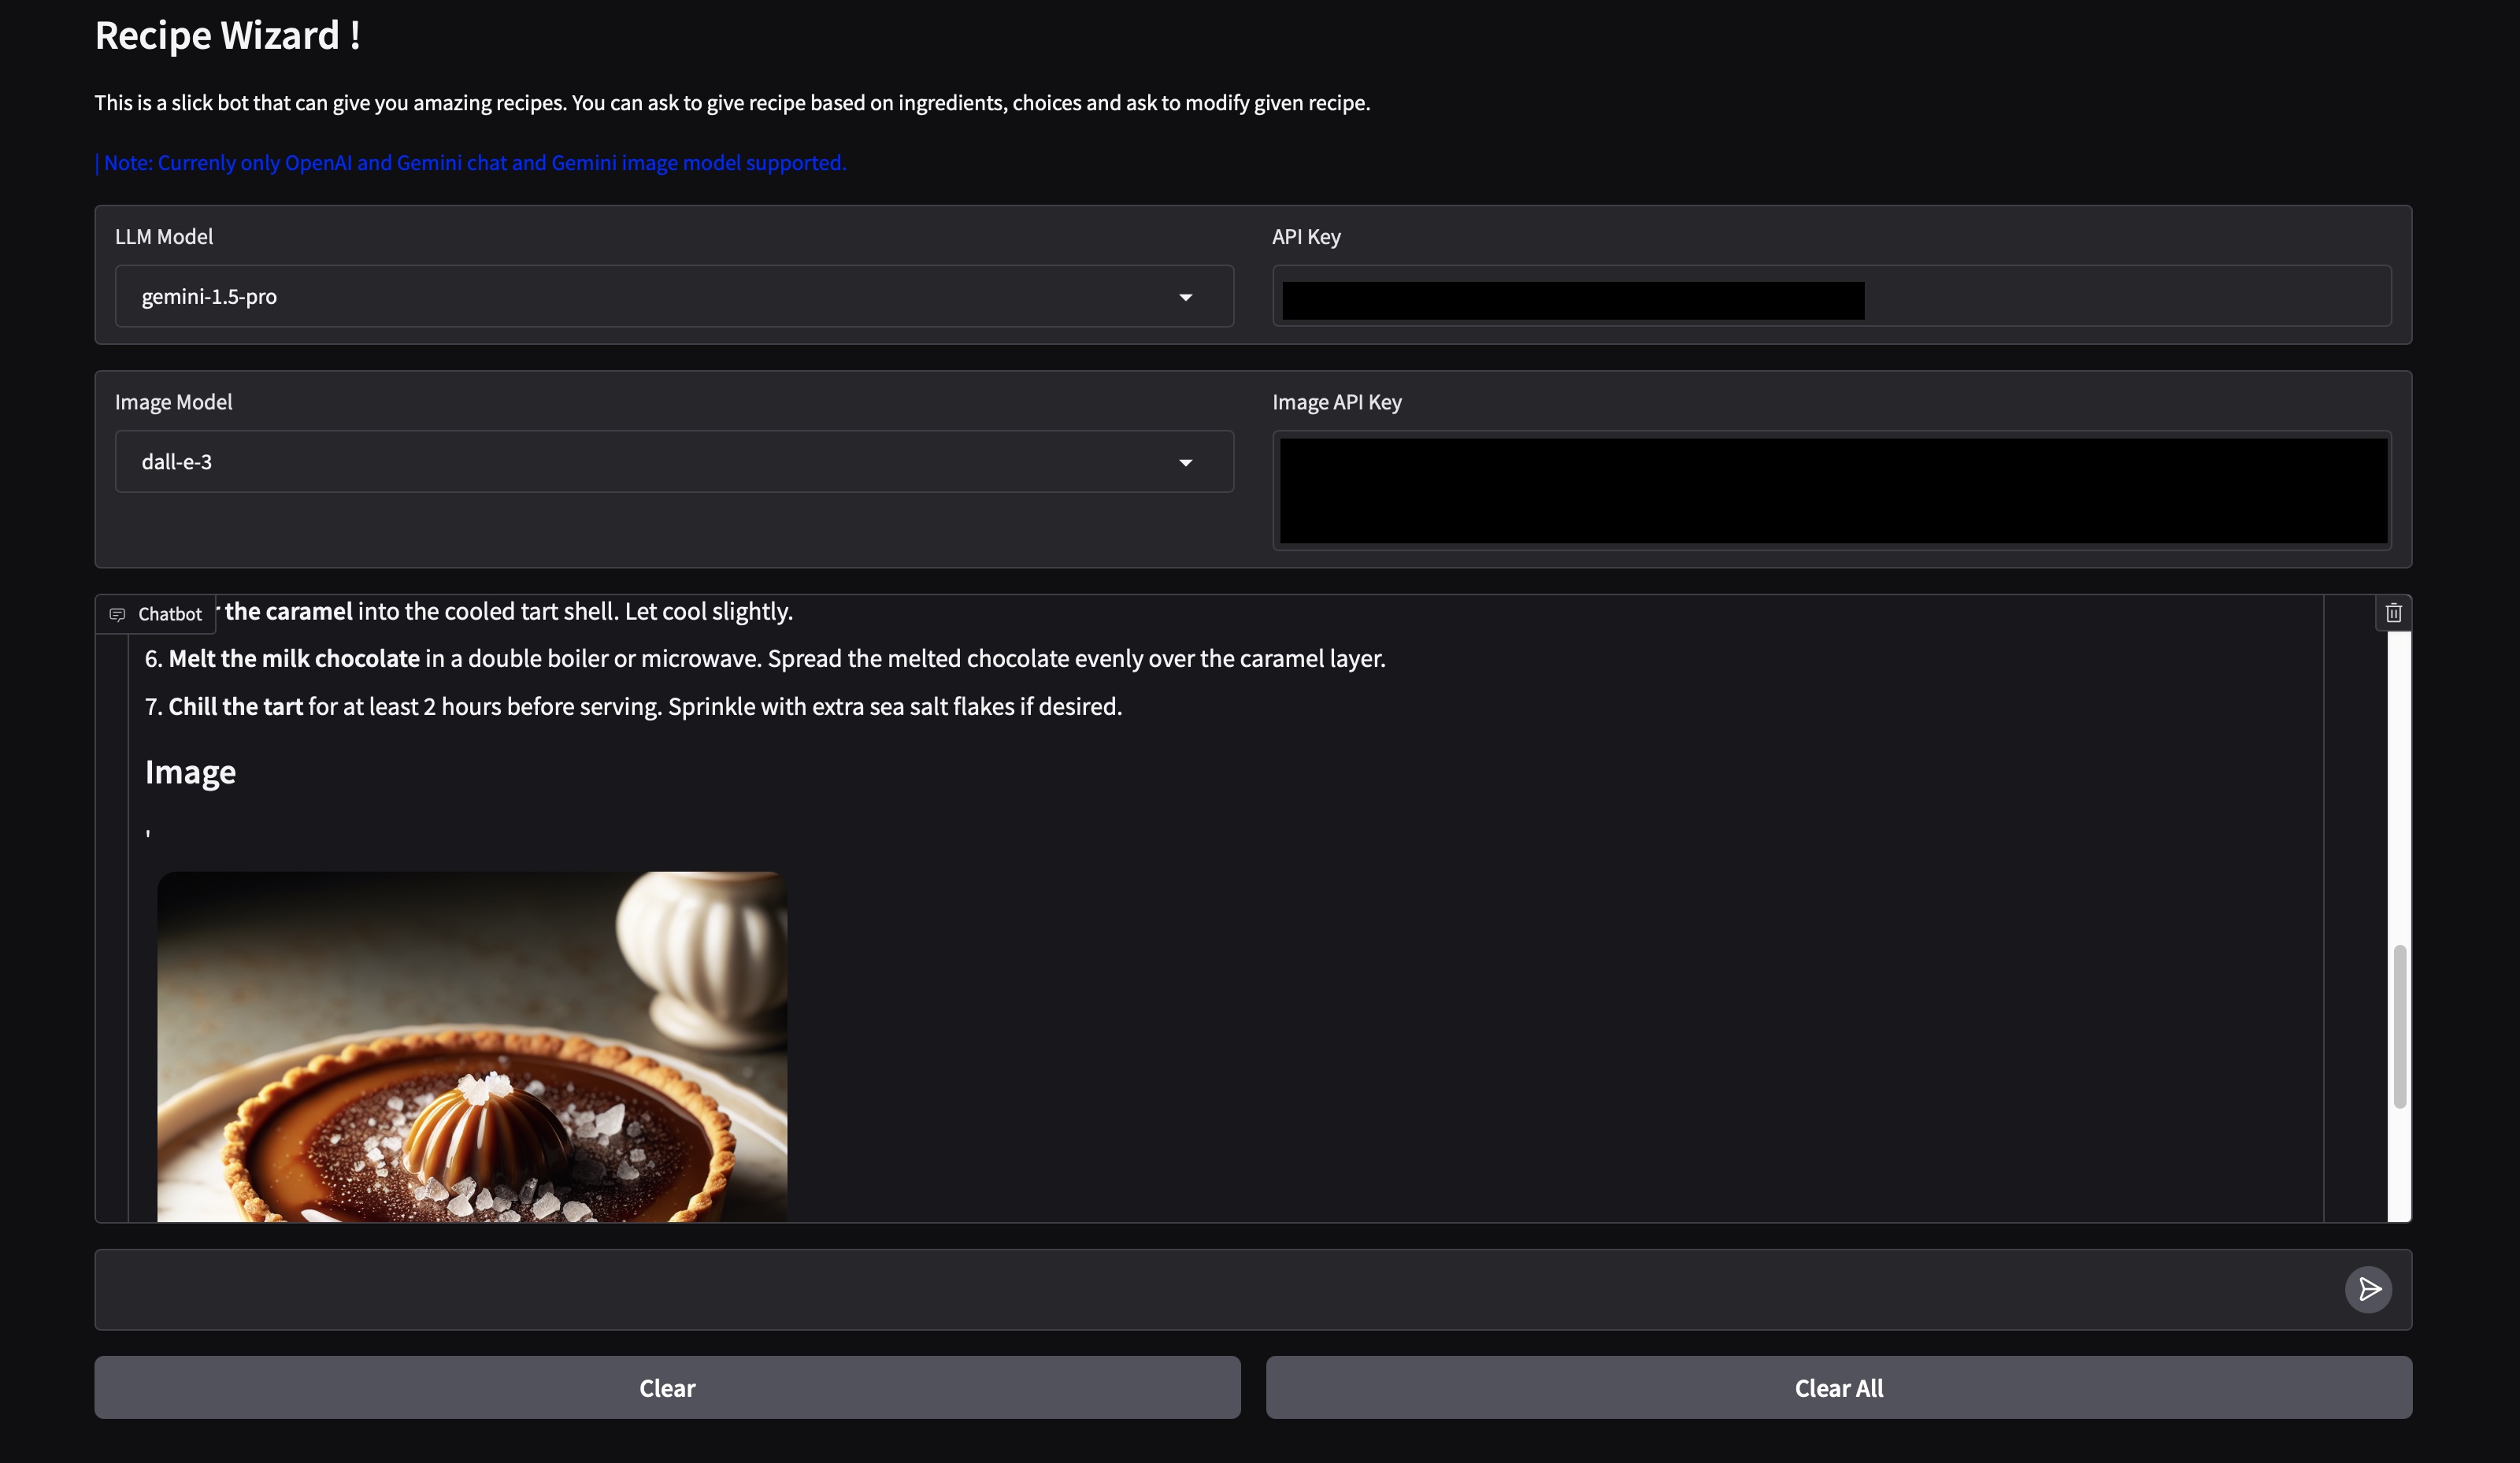 Recipe Wizard !
This is a slick bot that can give you amazing recipes. You can ask to give recipe based on ingredients, choices and ask to modify given recipe.
| Note: Currenly only OpenAI and Gemini chat and Gemini image model supported.
LLM Model
API Key
gemini-1.5-pro
Image Model
Image API Key
dall-e-3
Chatbot
the caramel into the cooled tart shell. Let cool slightly.
6. Melt the milk chocolate in a double boiler or microwave. Spread the melted chocolate evenly over the caramel layer.
7. Chill the tart for at least 2 hours before serving. Sprinkle with extra sea salt flakes if desired.
Image
'
Clear
Clear All